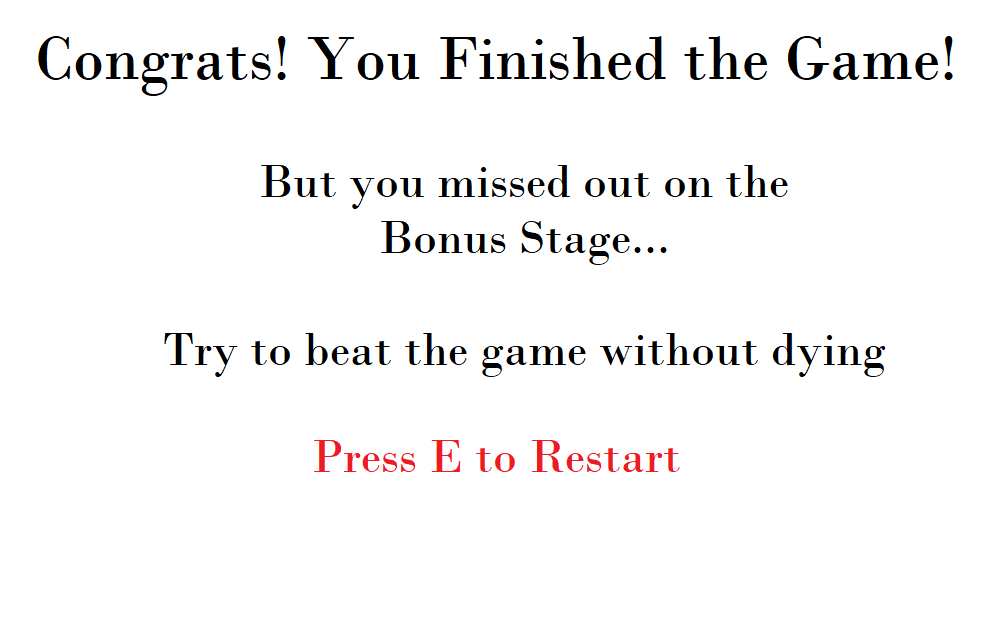 Congrats! You Finished the Game!
But you missed out on the
Bonus Stage...
Try to beat the game without dying
Press E to Restart